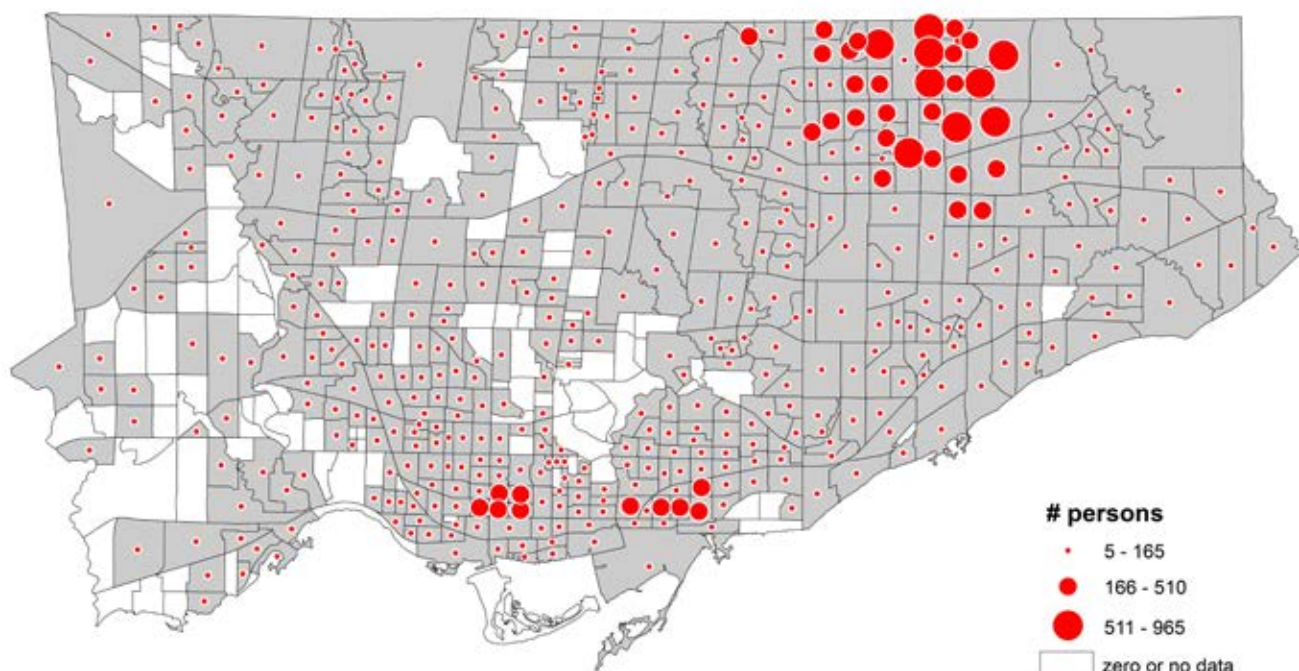 # persons
5 - 165
166 - 510
511 - 965
zero or no data